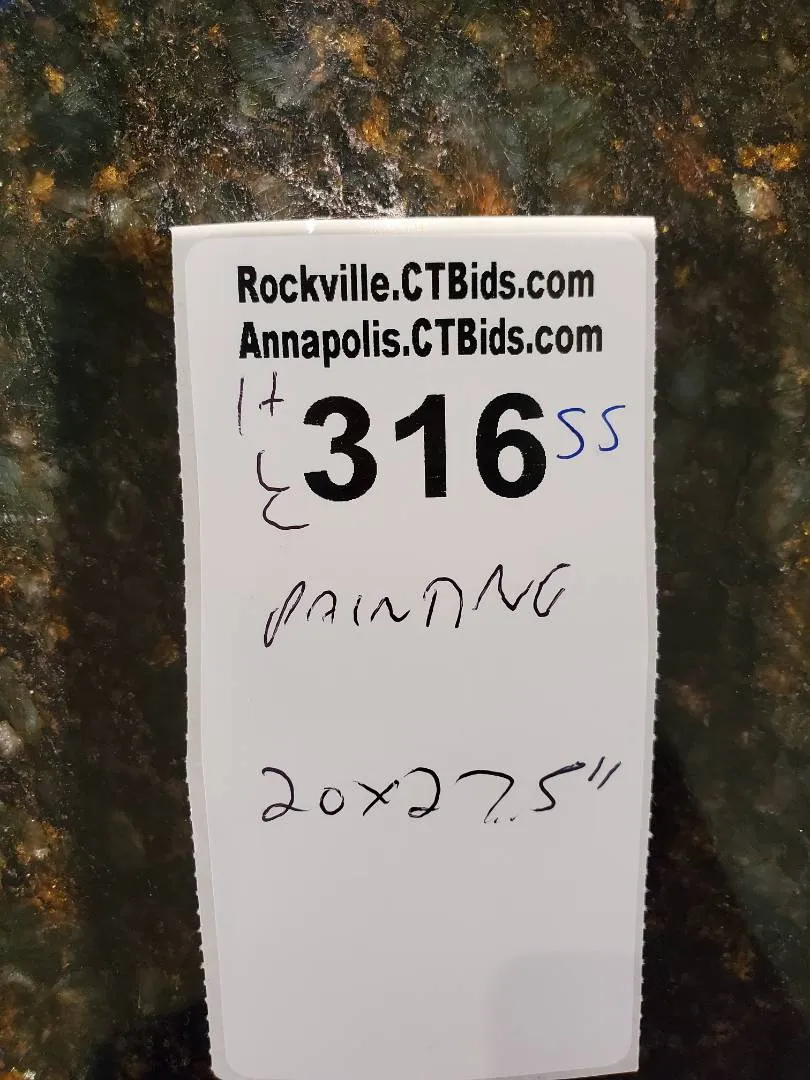 Rockville.CTBids.com
Annapolis.CTBids.com
316 SS
PAINTING
20x27.5"